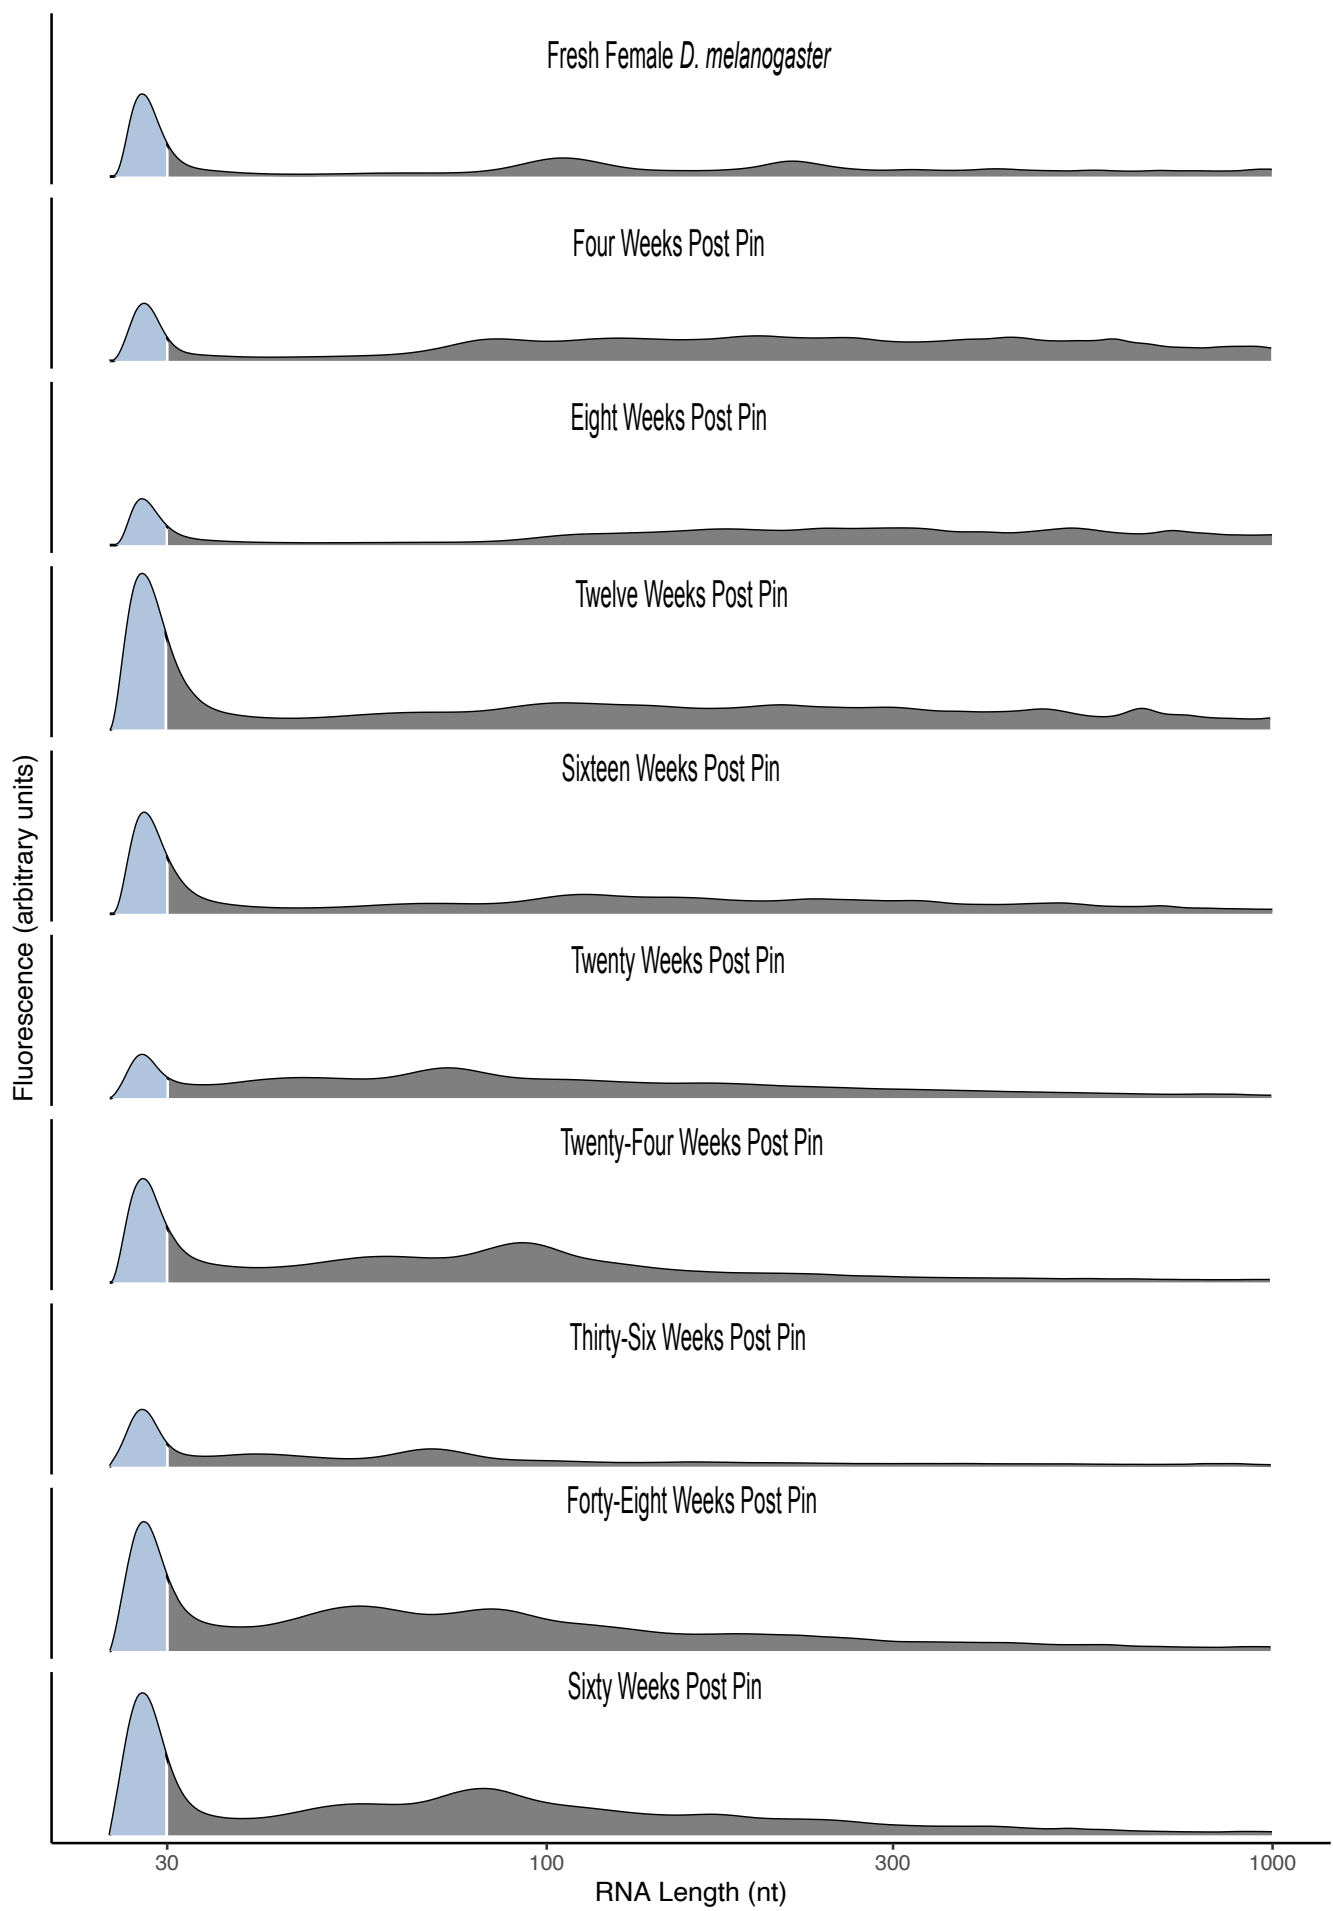 Fresh Female D. melanogaster
Four Weeks Post Pin
Eight Weeks Post Pin
Twelve Weeks Post Pin
Sixteen Weeks Post Pin
Twenty Weeks Post Pin
Twenty-Four Weeks Post Pin
Thirty-Six Weeks Post Pin
Forty-Eight Weeks Post Pin
Sixty Weeks Post Pin
Fluorescence (arbitrary units)
30 100 300 1000
RNA Length (nt)